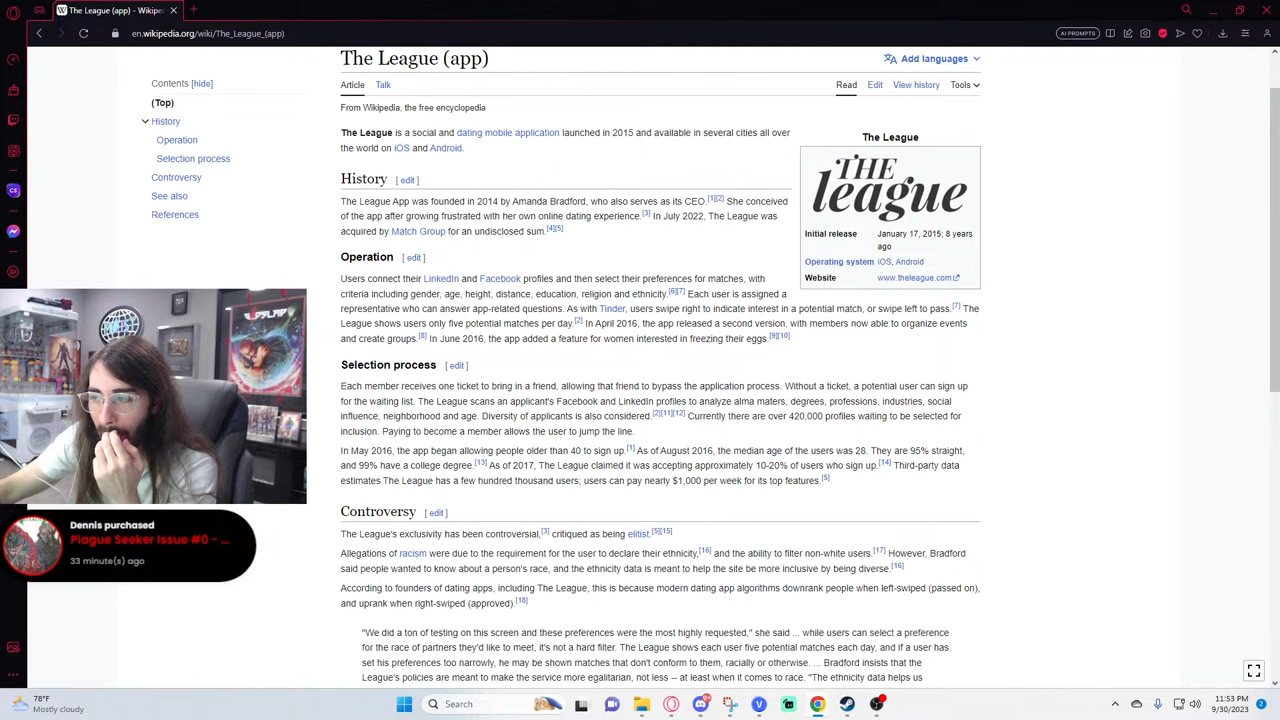 The League (app) - Wikiped
en.wikipedia.org/wiki/The_League_(app)
AI PROMPTS
The League (app)
Add languages
Contents [hide]
(Top)
History
Operation
Selection process
Controversy
See also
References
Article Talk
Read Edit View history Tools
From Wikipedia, the free encyclopedia
The League is a social and dating mobile application launched in 2015 and available in several cities all over
the world on iOS and Android.
The League
THE
league
Initial release January 17, 2015; 8 years
ago
Operating system iOS, Android
Website www.theleague.com
History [ edit ]
The League App was founded in 2014 by Amanda Bradford, who also serves as its CEO.[1][2] She conceived
of the app after growing frustrated with her own online dating experience.[3] In July 2022, The League was
acquired by Match Group for an undisclosed sum.[4][5]
Operation [ edit ]
Users connect their LinkedIn and Facebook profiles and then select their preferences for matches, with
criteria including gender, age, height, distance, education, religion and ethnicity.[6][7] Each user is assigned a
representative who can answer app-related questions. As with Tinder, users swipe right to indicate interest in a potential match, or swipe left to pass.[7] The
League shows users only five potential matches per day.[2] In April 2016, the app released a second version, with members now able to organize events
and create groups.[8] In June 2016, the app added a feature for women interested in freezing their eggs.[9][10]
Selection process [ edit ]
Each member receives one ticket to bring in a friend, allowing that friend to bypass the application process. Without a ticket, a potential user can sign up
for the waiting list. The League scans an applicant's Facebook and LinkedIn profiles to analyze alma maters, degrees, professions, industries, social
influence, neighborhood and age. Diversity of applicants is also considered.[2][11][12] Currently there are over 420,000 profiles waiting to be selected for
inclusion. Paying to become a member allows the user to jump the line.
In May 2016, the app began allowing people older than 40 to sign up.[1] As of August 2016, the median age of the users was 28. They are 95% straight,
and 99% have a college degree.[13] As of 2017, The League claimed it was accepting approximately 10-20% of users who sign up.[14] Third-party data
estimates The League has a few hundred thousand users; users can pay nearly $1,000 per week for its top features.[5]
Controversy [ edit ]
The League's exclusivity has been controversial,[3] critiqued as being elitist.[5][15]
Allegations of racism were due to the requirement for the user to declare their ethnicity,[16] and the ability to filter non-white users.[17] However, Bradford
said people wanted to know about a person's race, and the ethnicity data is meant to help the site be more inclusive by being diverse.[16]
According to founders of dating apps, including The League, this is because modern dating app algorithms downrank people when left-swiped (passed on),
and uprank when right-swiped (approved).[18]
"We did a ton of testing on this screen and these preferences were the most highly requested," she said ... while users can select a preference
for the race of partners they'd like to meet, it's not a hard filter. The League shows each user five potential matches each day, and if a user has
set his preferences too narrowly, he may be shown matches that don't conform to them, racially or otherwise. ... Bradford insists that the
League's policies are meant to make the service more egalitarian, not less -- at least when it comes to race. "The ethnicity data helps us
Dennis purchased
Plague Seeker Issue #0 - ...
33 minute(s) ago
78°F
Mostly cloudy
Search
11:53 PM
9/30/2023
2